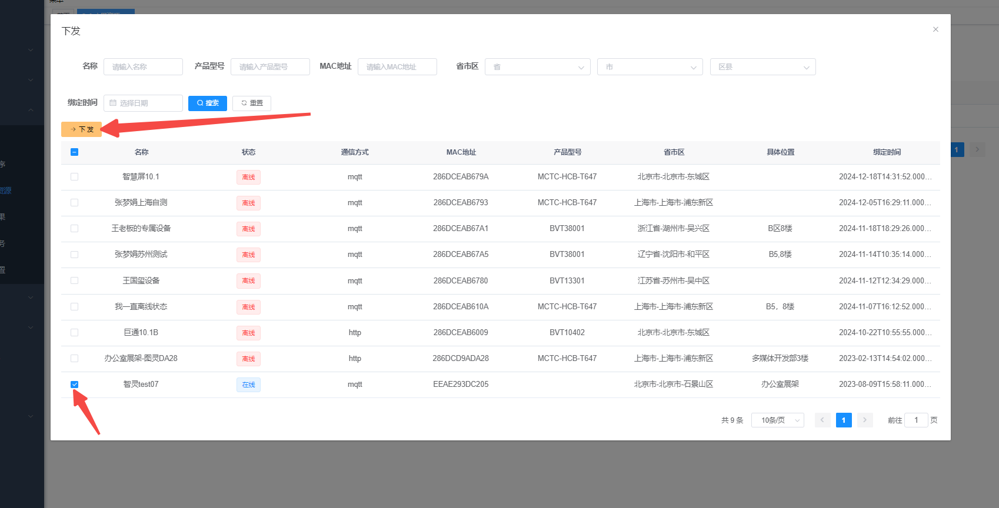 菜单
首页
下发
名称 请输入名称 产品型号 请输入产品型号 MAC地址 请输入MAC地址 省市区 省 市 区县
绑定时间 选择日期 搜索 重置
下发
名称 状态 通信方式 MAC地址 产品型号 省市区 具体位置 绑定时间
智慧屏10.1 离线 mqtt 286DCEAB679A MCTC-HCB-T647 北京市-北京市-东城区 2024-12-18T14:31:52.000...
张梦娟上海自测 离线 mqtt 286DCEAB6793 MCTC-HCB-T647 上海市-上海市-浦东新区 2024-12-05T16:29:11.000...
王老板的专属设备 离线 mqtt 286DCEAB67A1 BVT38001 浙江省-湖州市-吴兴区 B区8楼 2024-11-18T18:29:26.000...
张梦娟苏州测试 离线 mqtt 286DCEAB67A5 BVT38001 辽宁省-沈阳市-和平区 B5,8楼 2024-11-14T10:35:14.000...
王国玺设备 离线 mqtt 286DCEAB6780 BVT13301 江苏省-苏州市-吴中区 2024-11-12T12:34:29.000...
我一直离线状态 离线 mqtt 286DCEAB610A MCTC-HCB-T647 上海市-上海市-浦东新区 B5，8楼 2024-11-07T16:12:52.000...
巨通10.1B 离线 http 286DCEAB6009 BVT10402 北京市-北京市-东城区 2024-10-22T10:55:55.000...
办公室展架-图灵DA28 离线 http 286DCD9ADA28 MCTC-HCB-T647 上海市-上海市-浦东新区 多媒体开发部3楼 2023-02-13T14:54:02.000...
智灵test07 在线 mqtt EEAE293DC205 北京市-北京市-石景山区 办公室展架 2023-08-09T15:58:11.000...
共 9 条 10条/页 1 前往 1 页
序
资源
果
务
置
1